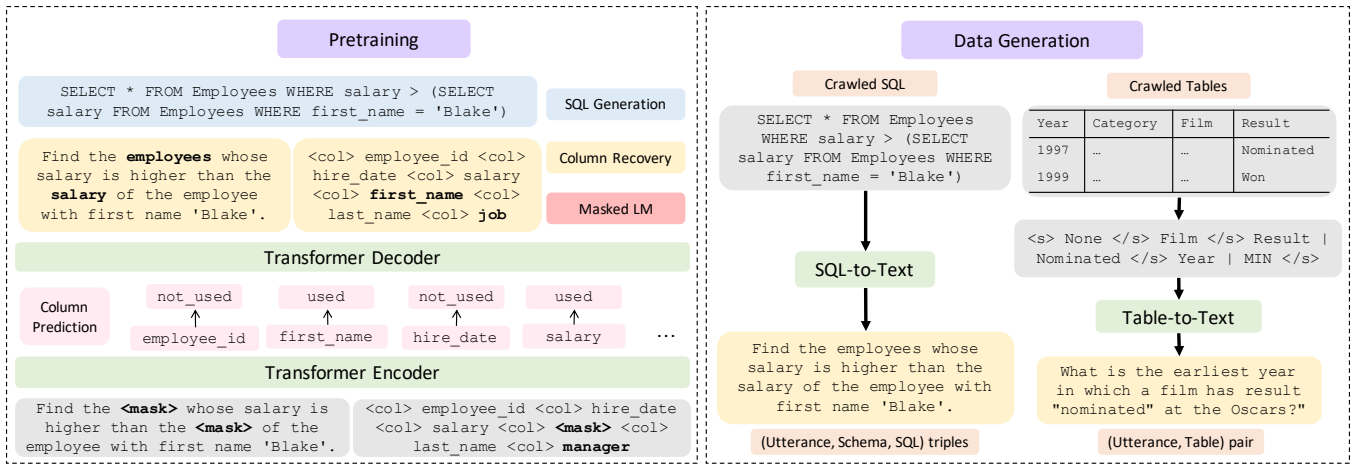 Pretraining
SELECT * FROM Employees WHERE salary > (SELECT
salary FROM Employees WHERE first_name = 'Blake')
SQL Generation
Find the employees whose
salary is higher than the
salary of the employee
with first name 'Blake'.
<col> employee_id <col>
hire_date <col> salary
<col> first_name <col>
last_name <col> job
Column Recovery
Masked LM
Transformer Decoder
Column
Prediction
not_used
used
not_used
used
employee_id
first_name
hire_date
salary
...
Transformer Encoder
Find the <mask> whose salary is
higher than the <mask> of the
employee with first name 'Blake'.
<col> employee_id <col> hire_date
<col> salary <col> <mask> <col>
last_name <col> manager
Data Generation
Crawled SQL
SELECT * FROM Employees
WHERE salary > (SELECT
salary FROM Employees WHERE
first_name = 'Blake')
SQL-to-Text
Find the employees whose
salary is higher than the
salary of the employee with
first name 'Blake'.
(Utterance, Schema, SQL) triples
Crawled Tables
Year Category Film Result
1997 … … Nominated
1999 … … Won
<s> None </s> Film </s> Result |
Nominated </s> Year | MIN </s>
Table-to-Text
What is the earliest year
in which a film has result
"nominated" at the Oscars?"
(Utterance, Table) pair